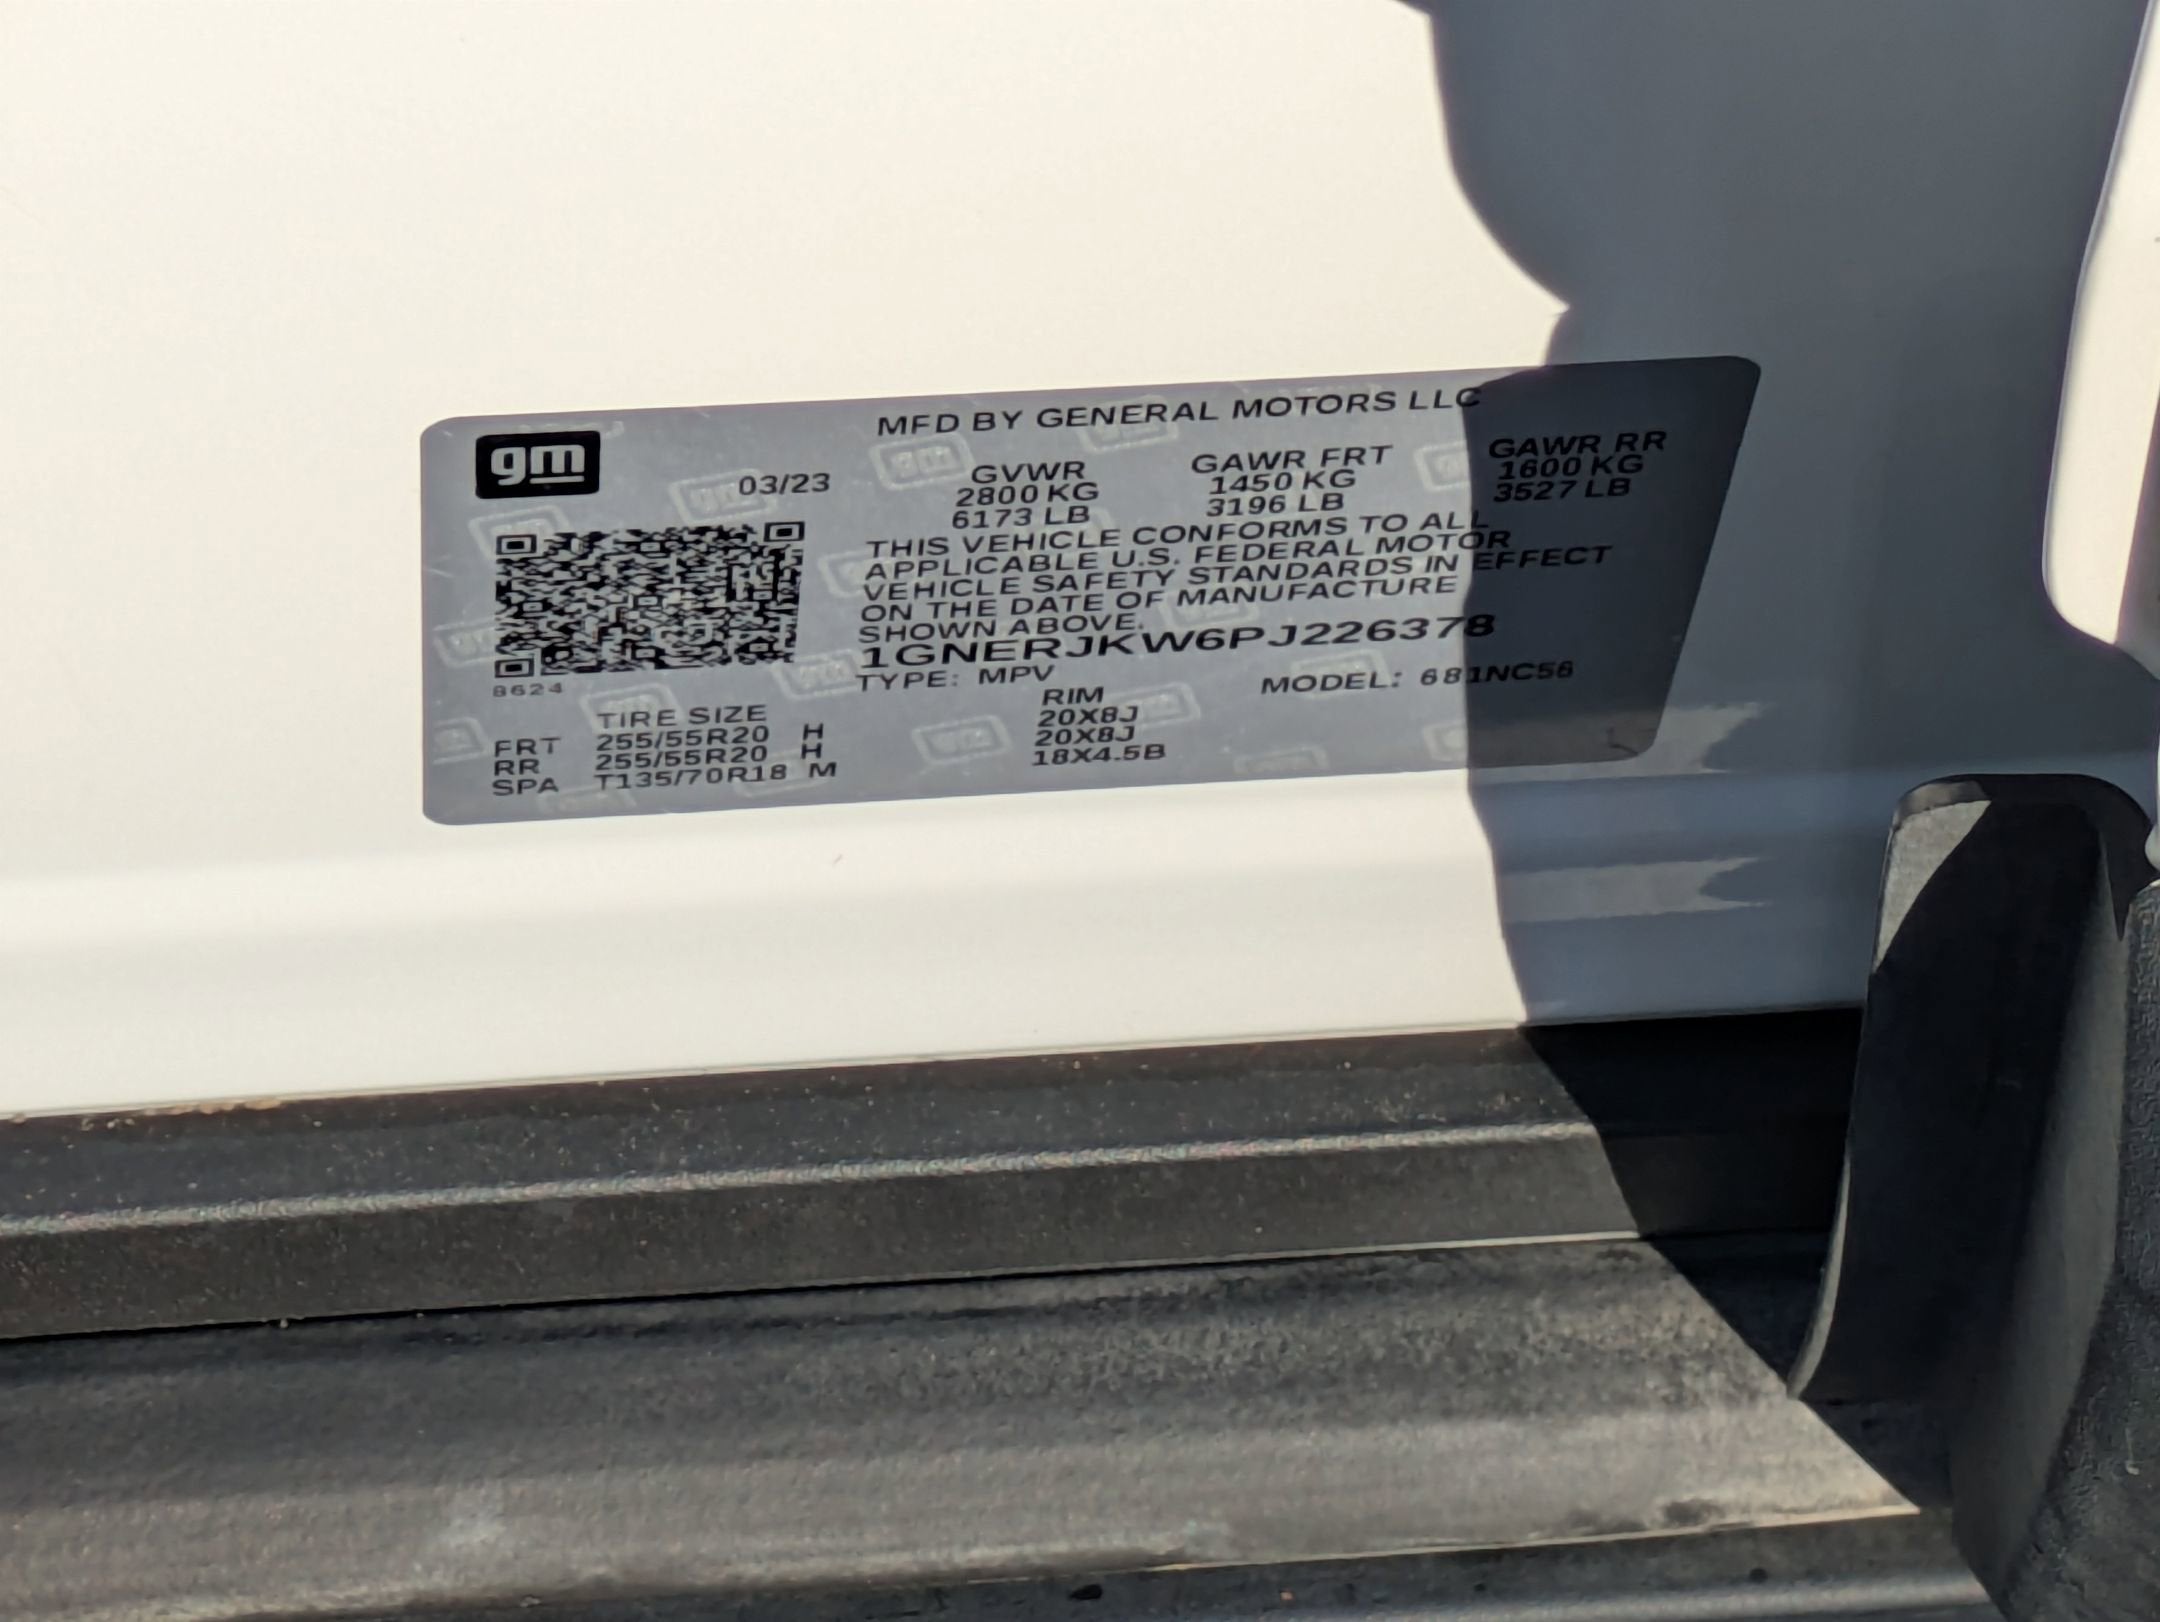 gm
MFD BY GENERAL MOTORS LLC
03/23
GVWR GAWR FRT GAWR RR
2800 KG 1450 KG 1600 KG
6173 LB 3196 LB 3527 LB
THIS VEHICLE CONFORMS TO ALL
APPLICABLE U.S. FEDERAL MOTOR
VEHICLE SAFETY STANDARDS IN EFFECT
ON THE DATE OF MANUFACTURE
SHOWN ABOVE.
1GNERJKW6PJ226378
8624
TYPE: MPV MODEL: 681NC56
TIRE SIZE RIM
FRT 255/55R20 H 20X8J
RR 255/55R20 H 20X8J
SPA T135/70R18 M 18X4.5B